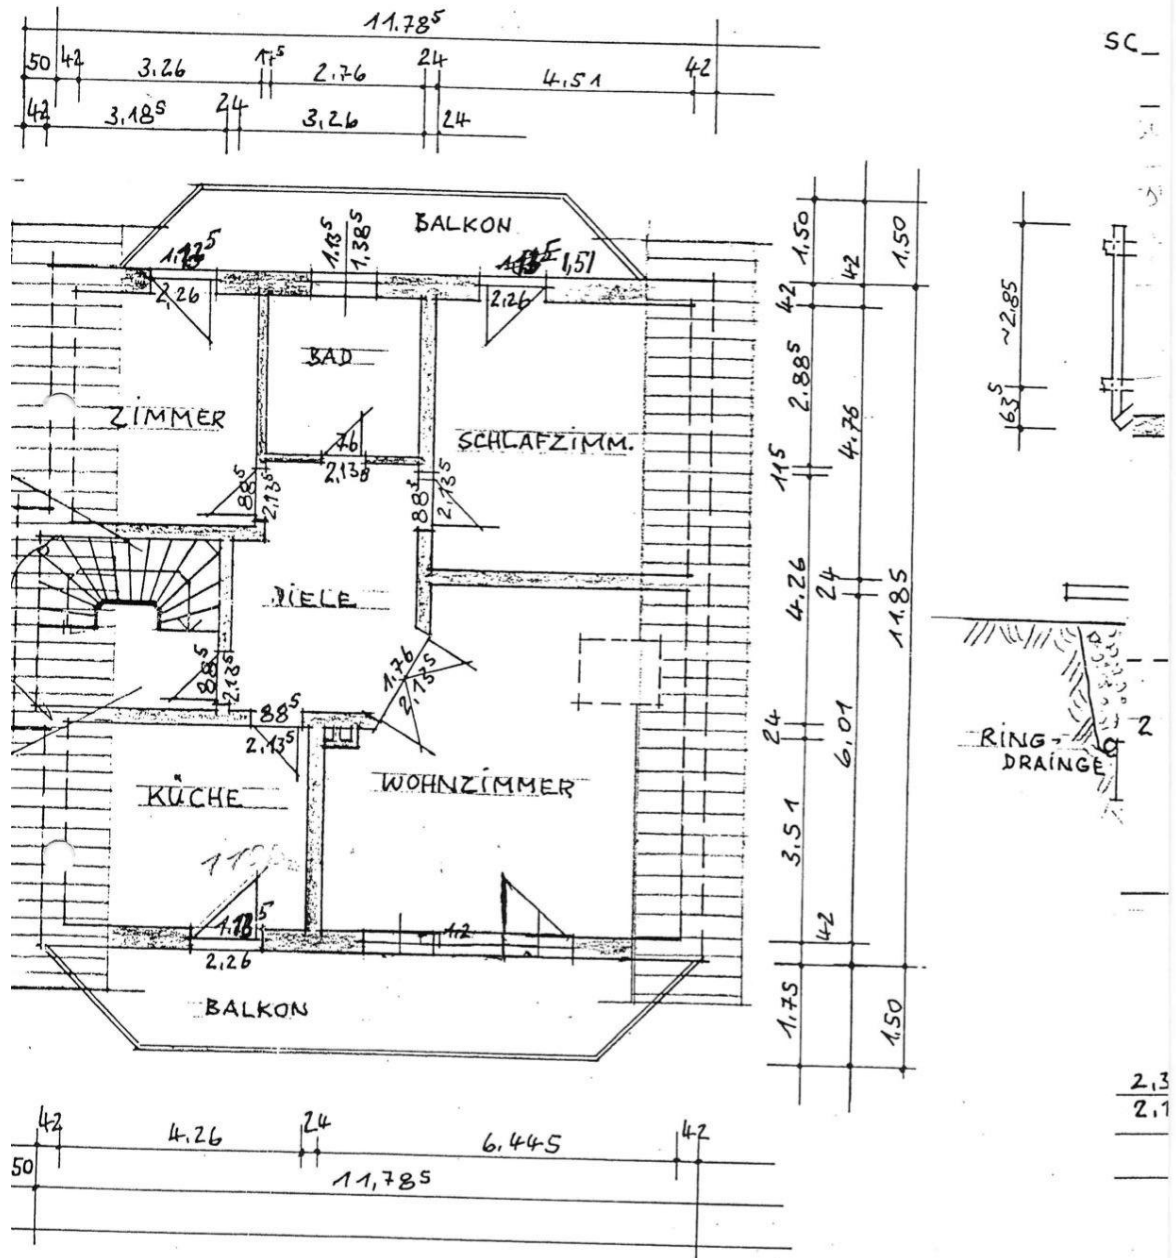 11.78⁵
SC_
50 42 3,26 17⁵ 2.76 24 4.51 42
42 3,18⁵ 24 3,26 24
BALKON
1.13⁵
1.38⁵
1,51
2,26
2.26
BAD
ZIMMER
SCHLAFZIMM.
76
2.13
88⁵
2.13⁵
88⁵
2.13⁵
DIELE
88⁵
2.13⁵
1.76
2.13⁵
88⁵
2.13⁵
KÜCHE
WOHNZIMMER
2,26
BALKON
1.50
42
2.88⁵
115
4.26
24
3.51
1.75
42
4.76
24
6.01
42
1.50
11.85
1.50
~2.85
63⁵
RING-
DRAINGE
2
2,3
2.1
42 4.26 24 6.445 42
50 11,78⁵